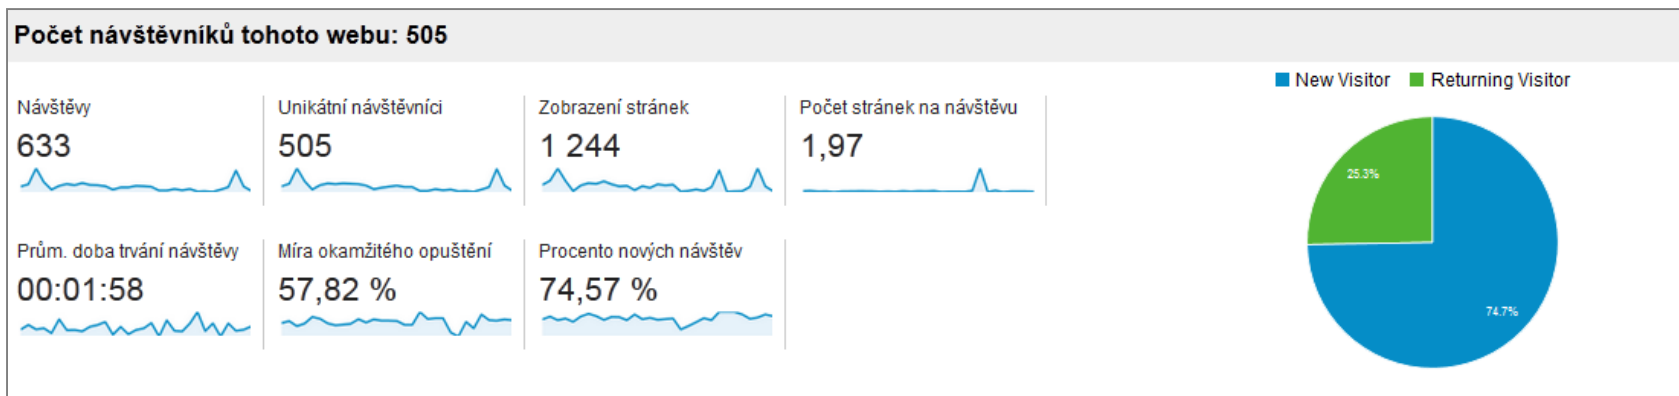 Počet návštěvníků tohoto webu: 505
New Visitor
Returning Visitor
Návštěvy
633
Unikátní návštěvníci
505
Zobrazení stránek
1 244
Počet stránek na návštěvu
1,97
Prům. doba trvání návštěvy
00:01:58
Míra okamžitého opuštění
57,82 %
Procento nových návštěv
74,57 %
25.3%
74.7%